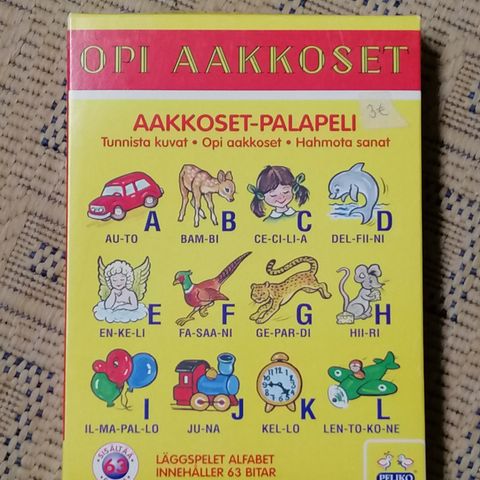 OPI AAKKOSET
3€
AAKKOSET-PALAPELI
Tunnista kuvat • Opi aakkoset • Hahmota sanat
A B C D
AU-TO BAM-BI CE-CI-LI-A DEL-FII-NI
E F G H
EN-KE-LI FA-SAA-NI GE-PAR-DI HII-RI
I J K L
IL-MA-PAL-LO JU-NA KEL-LO LEN-TO-KO-NE
SISÄLTÄÄ
63
LÄGGSPELET ALFABET
INNEHÅLLER 63 BITAR
PELIKO